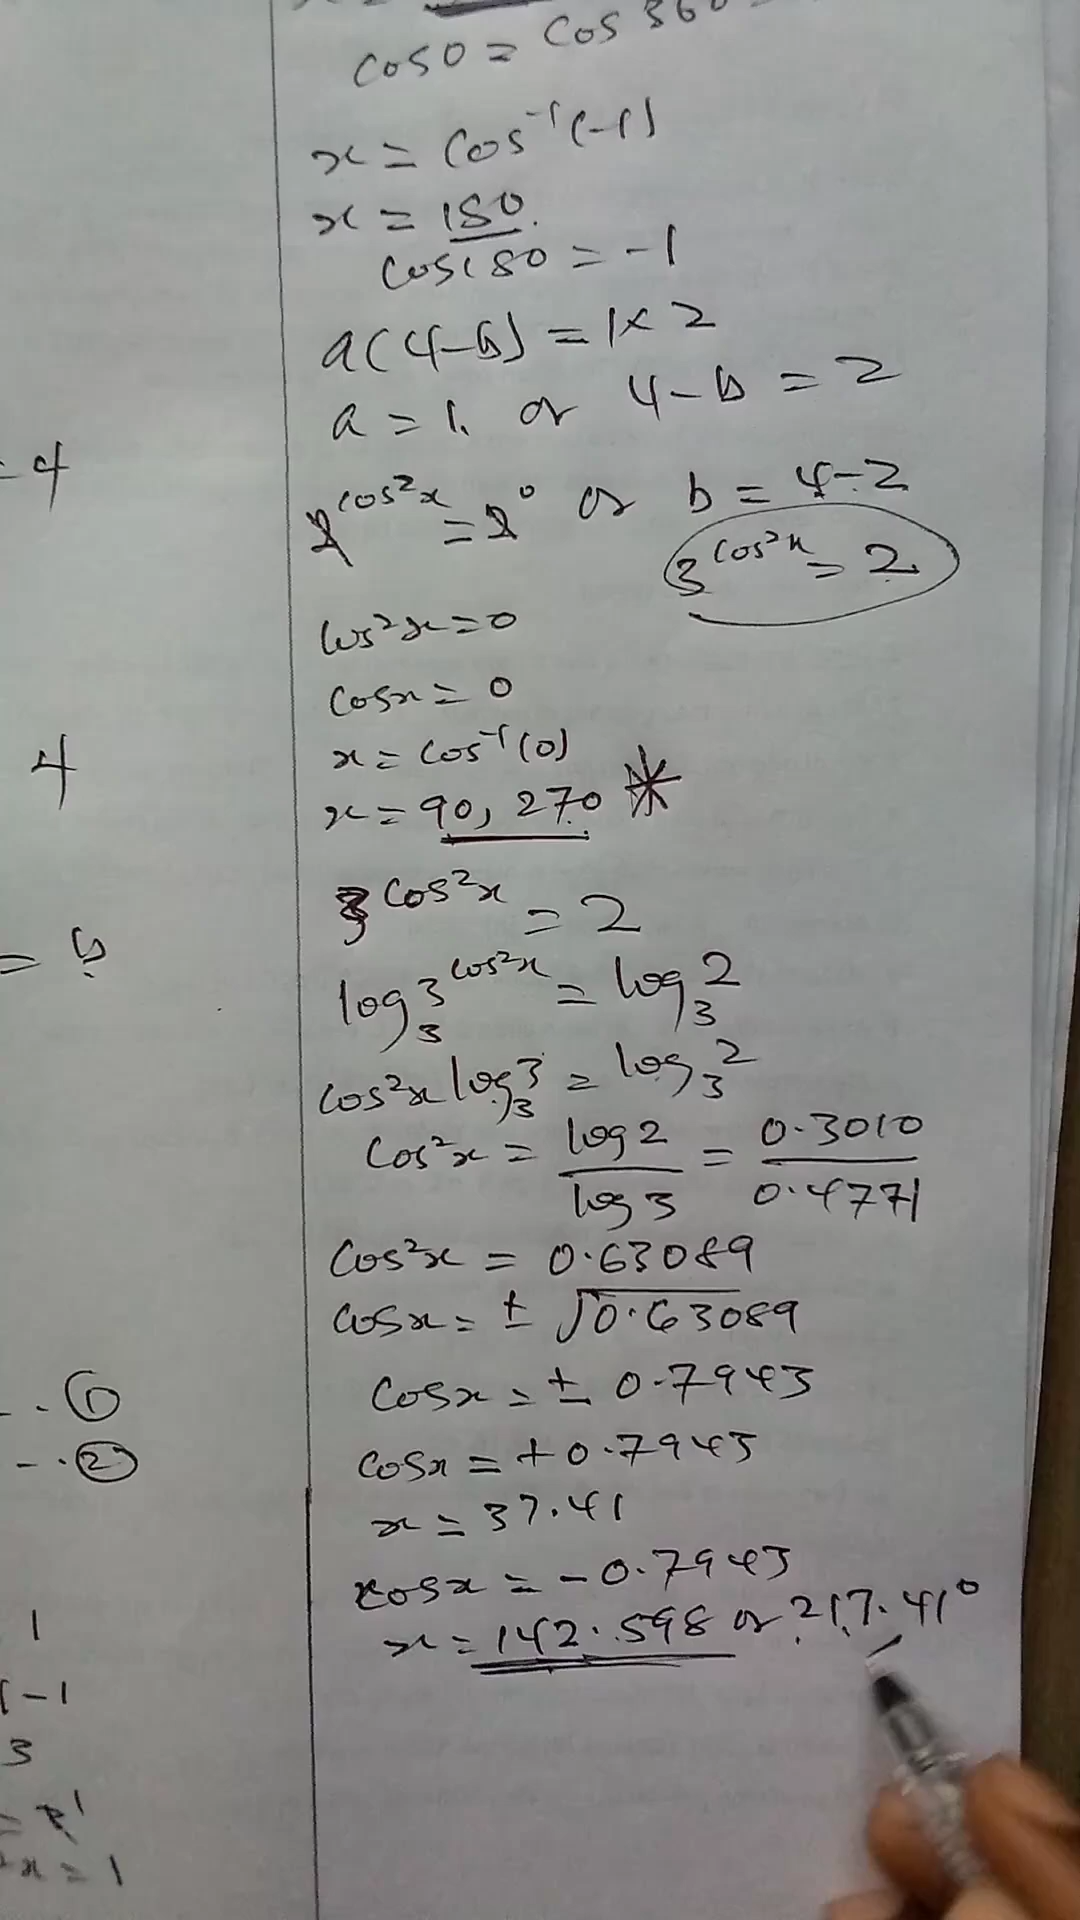 cos0 = cos 360
x = cos⁻¹(-1)
x = 180.
cos180 = -1
a(4-b) = 1×2
a = 1. or 4-b = 2
2^cos²x = 2⁰ or b = 4-2
3^cos²x = 2
cos²x = 0
cosx = 0
x = cos⁻¹(0)
x = 90, 270 *
3^cos²x = 2
log₃3^cos²x = log₃2
cos²x log₃3 = log₃2
cos²x = log2/log3 = 0.3010/0.4771
cos²x = 0.63089
cosx = ± √0.63089
cosx = ± 0.7943
cosx = +0.7943
x = 37.41
cosx = -0.7943
x = 142.598 or 217.41°
= 4
4
= b
-. ①
-.. ②
1
-1
3
x = 1